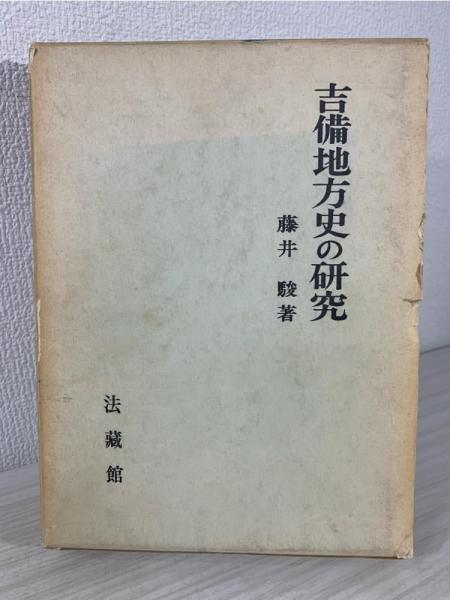 吉備地方史の研究
藤井 駿著
法藏館